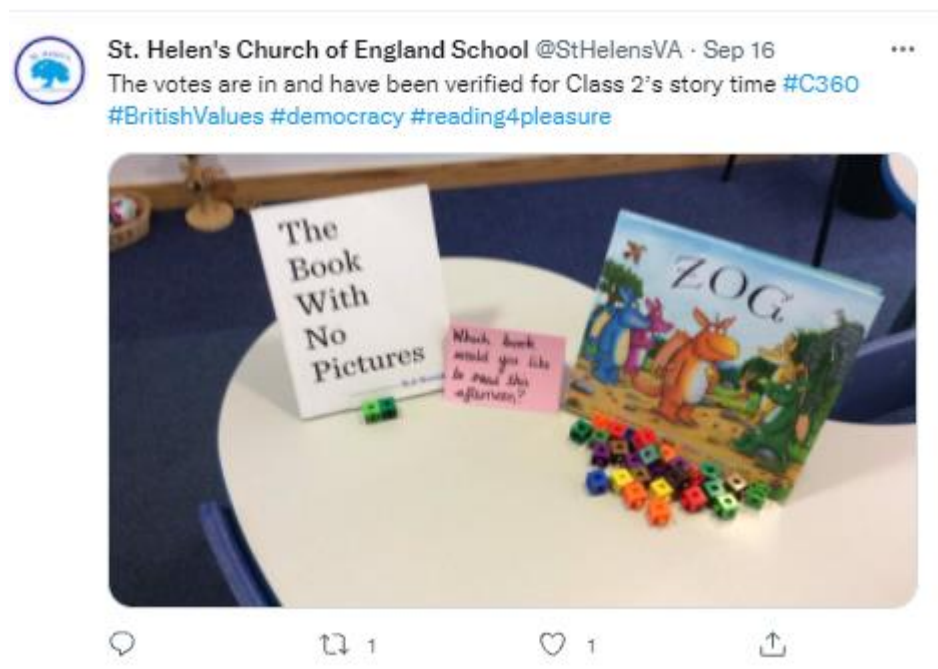 St. Helen's Church of England School @StHelensVA · Sep 16
The votes are in and have been verified for Class 2's story time #C360
#BritishValues #democracy #reading4pleasure
The
Book
With
No
Pictures
Which book
would you like
to read this
afternoon?
ZOG
1
1